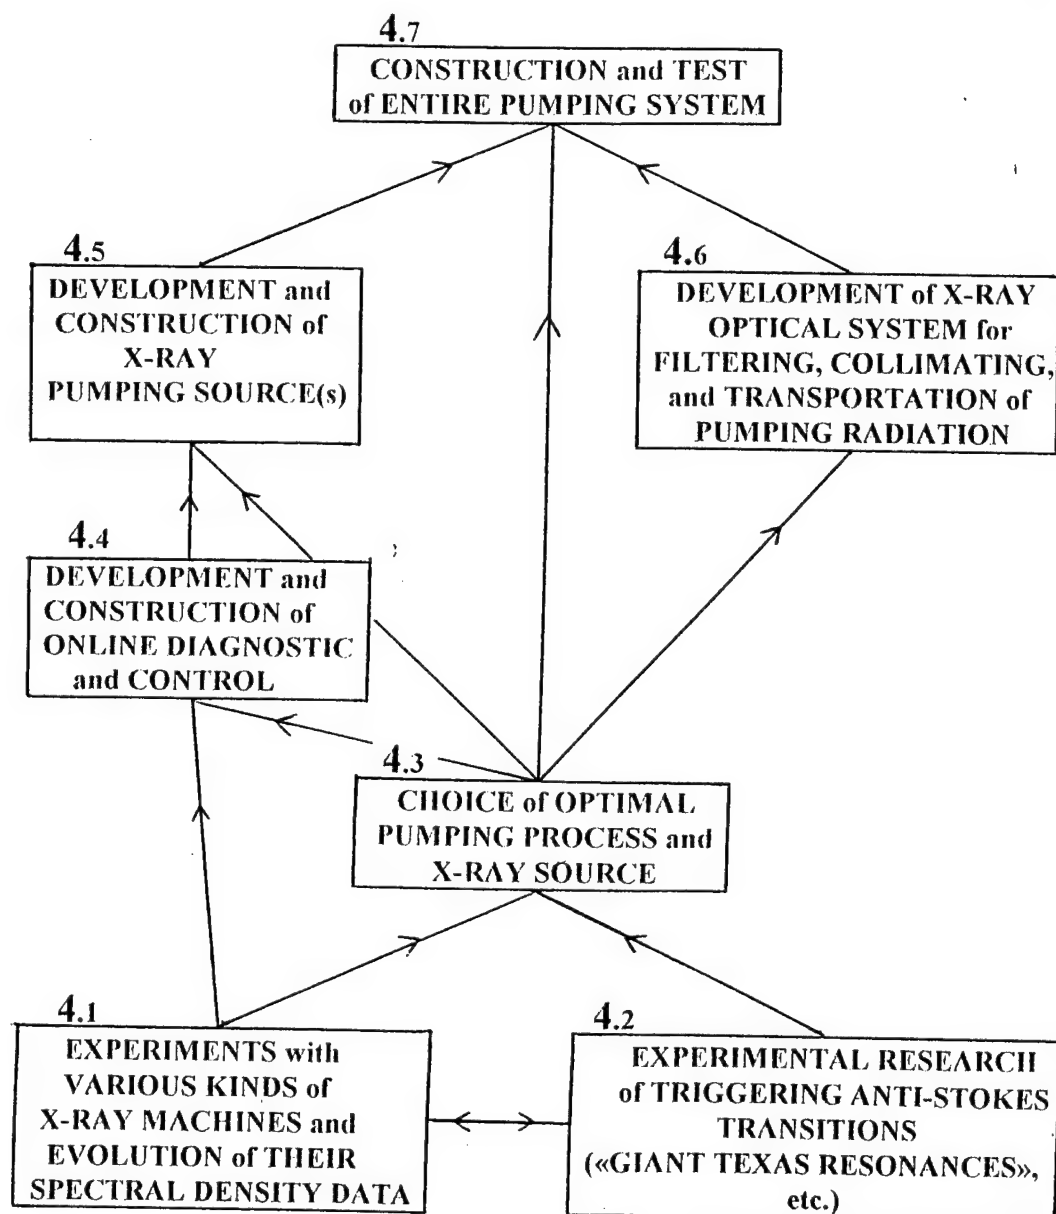 4.7
CONSTRUCTION and TEST
of ENTIRE PUMPING SYSTEM
4.5
DEVELOPMENT and
CONSTRUCTION of
X-RAY
PUMPING SOURCE(s)
4.6
DEVELOPMENT of X-RAY
OPTICAL SYSTEM for
FILTERING, COLLIMATING,
and TRANSPORTATION of
PUMPING RADIATION
4.4
DEVELOPMENT and
CONSTRUCTION of
ONLINE DIAGNOSTIC
and CONTROL
4.3
CHOICE of OPTIMAL
PUMPING PROCESS and
X-RAY SOURCE
4.1
EXPERIMENTS with
VARIOUS KINDS of
X-RAY MACHINES and
EVOLUTION of THEIR
SPECTRAL DENSITY DATA
4.2
EXPERIMENTAL RESEARCH
of TRIGGERING ANTI-STOKES
TRANSITIONS
(«GIANT TEXAS RESONANCES»,
etc.)